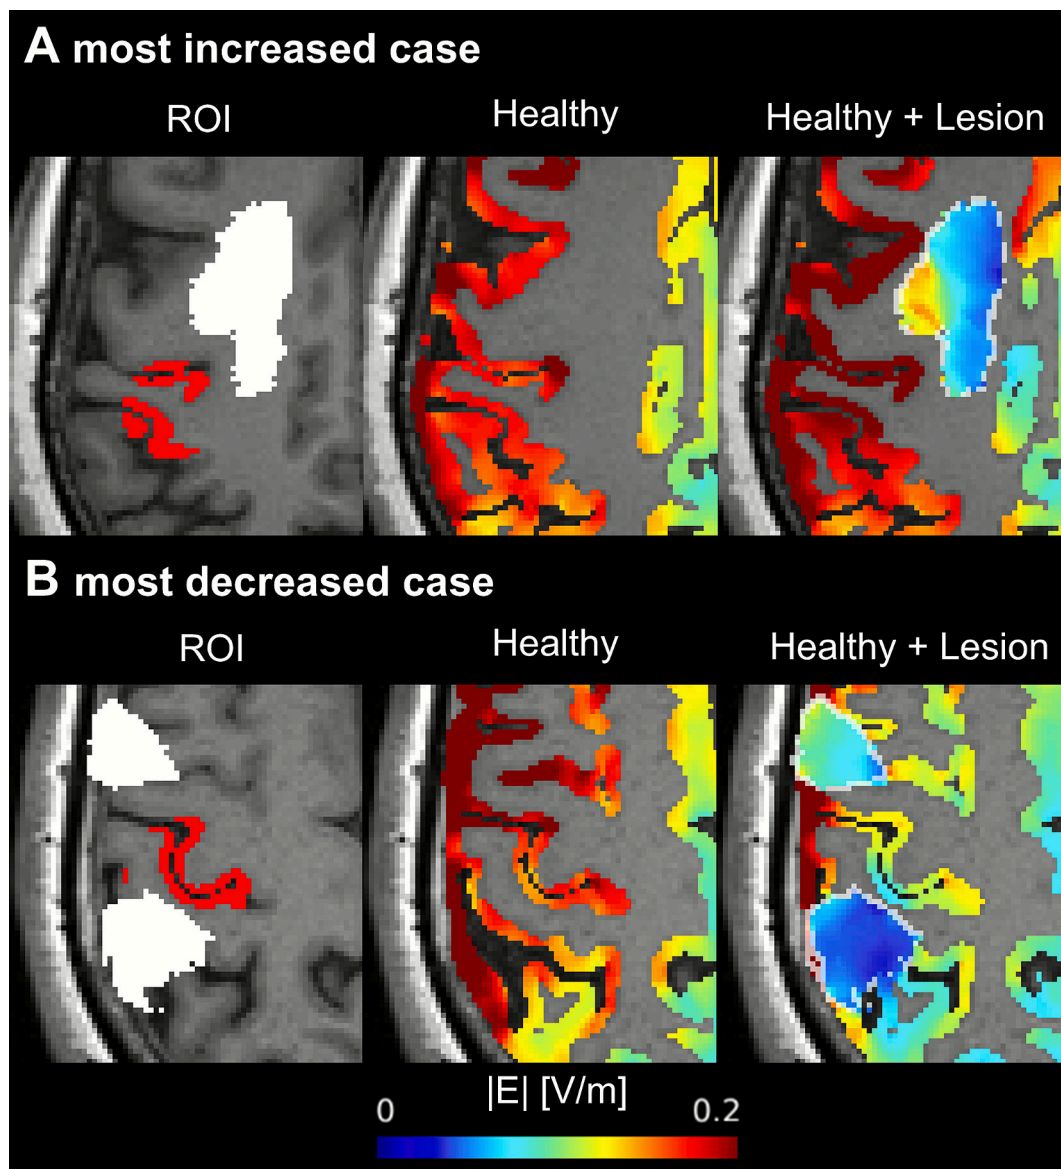 A most increased case
ROI
Healthy
Healthy + Lesion
B most decreased case
ROI
Healthy
Healthy + Lesion
|E| [V/m]
0
0.2